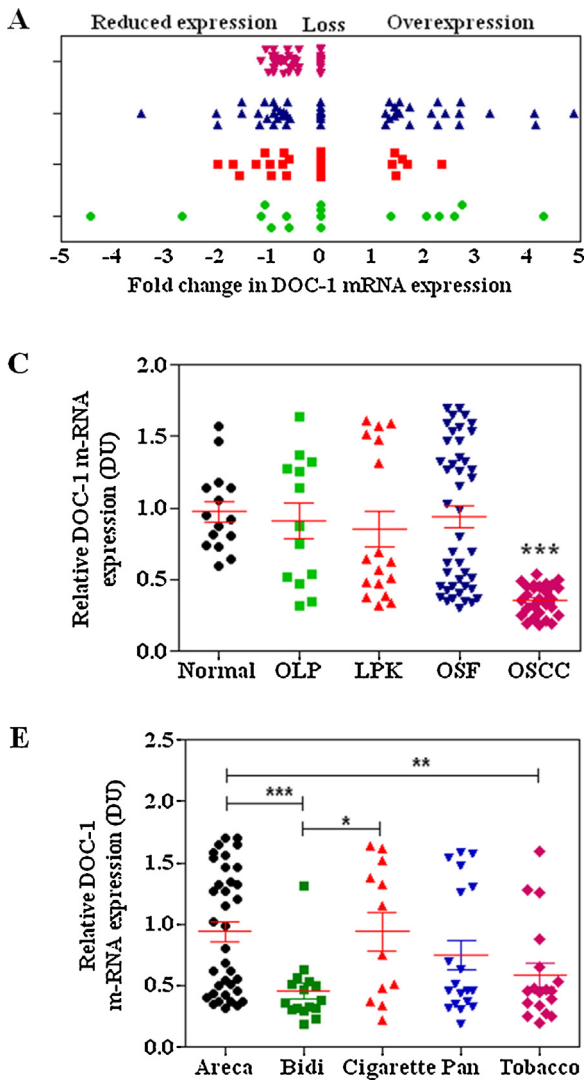 A
Reduced expression Loss Overexpression
-5 -4 -3 -2 -1 0 1 2 3 4 5
Fold change in DOC-1 mRNA expression
C
Relative DOC-1 m-RNA
expression (DU)
2.0
1.5
1.0
0.5
0.0
***
Normal OLP LPK OSF OSCC
E
Relative DOC-1
m-RNA expression (DU)
2.5
2.0
1.5
1.0
0.5
0.0
**
***
*
Areca Bidi Cigarette Pan Tobacco